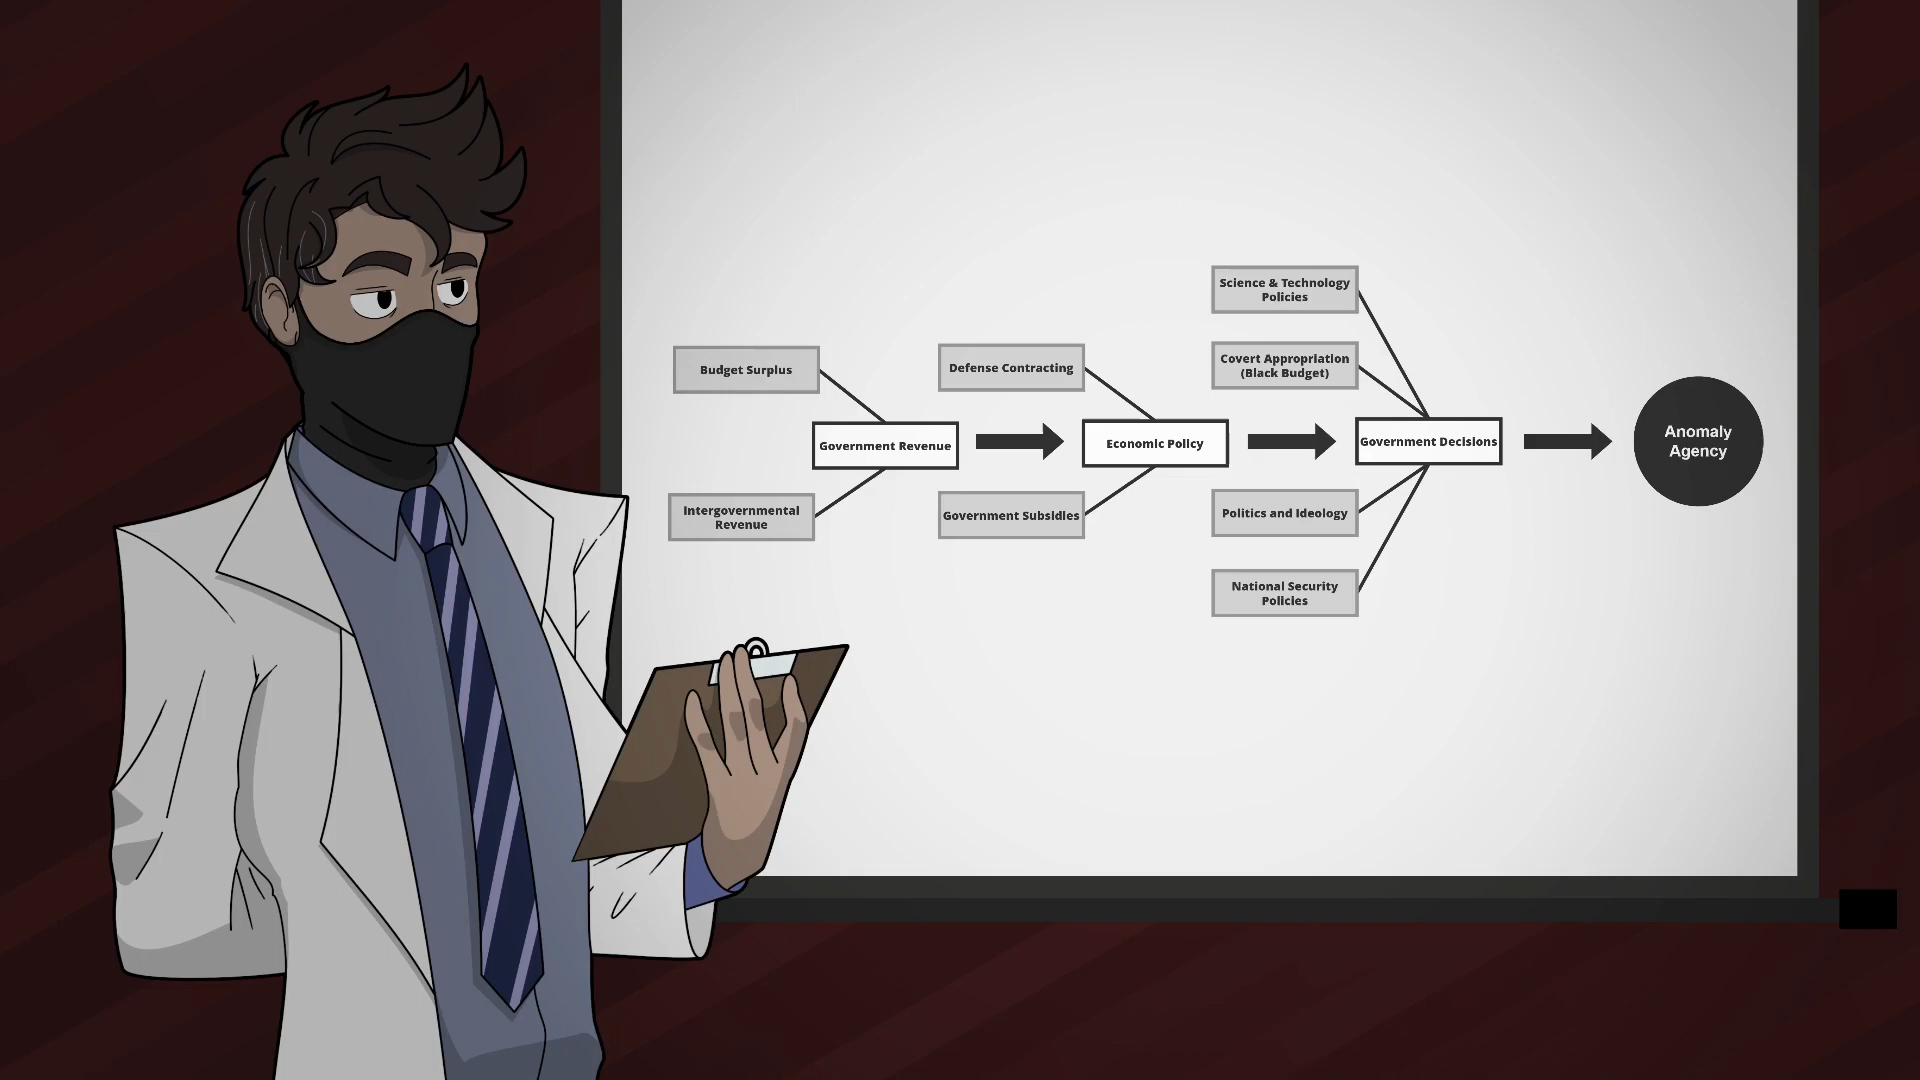 Science & Technology
Policies
Covert Appropriation
(Black Budget)
Budget Surplus
Defense Contracting
Government Revenue
Economic Policy
Government Decisions
Anomaly
Agency
Intergovernmental
Revenue
Government Subsidies
Politics and Ideology
National Security
Policies